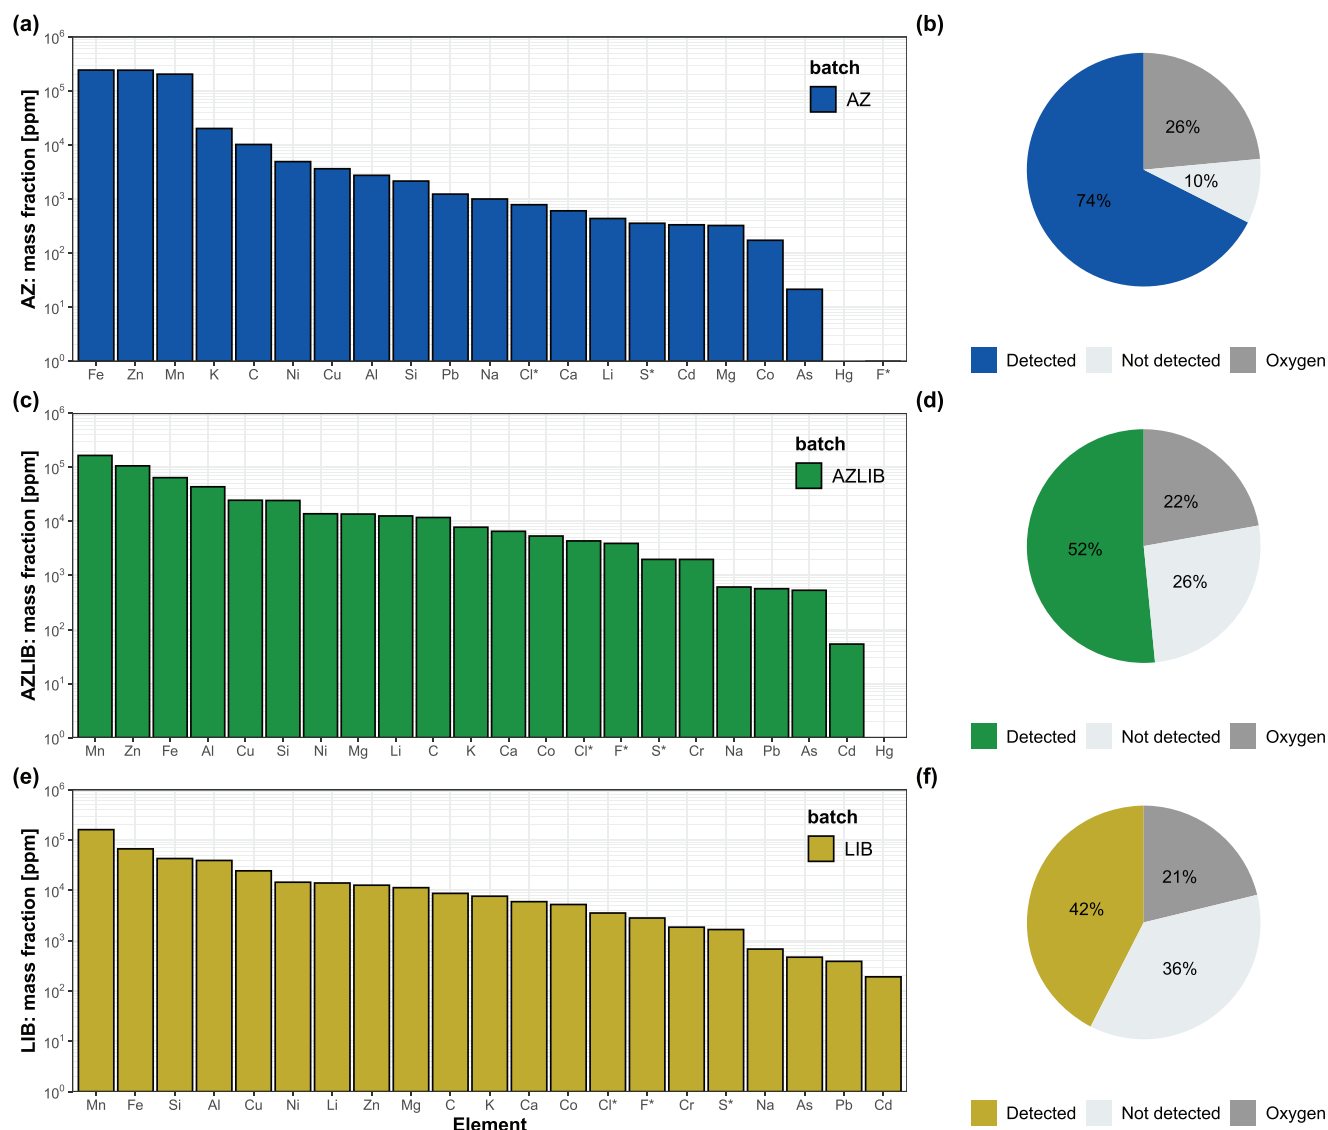 (a)
AZ: mass fraction [ppm]
10^6
10^5
10^4
10^3
10^2
10^1
10^0
batch
AZ
Fe Zn Mn K C Ni Cu Al Si Pb Na Cl* Ca Li S* Cd Mg Co As Hg F*
(b)
26%
10%
74%
Detected Not detected Oxygen
(c)
AZLIB: mass fraction [ppm]
10^6
10^5
10^4
10^3
10^2
10^1
10^0
batch
AZLIB
Mn Zn Fe Al Cu Si Ni Mg Li C K Ca Co Cl* F* S* Cr Na Pb As Cd Hg
(d)
22%
52%
26%
Detected Not detected Oxygen
(e)
LIB: mass fraction [ppm]
10^6
10^5
10^4
10^3
10^2
10^1
10^0
batch
LIB
Mn Fe Si Al Cu Ni Li Zn Mg C K Ca Co Cl* F* Cr S* Na As Pb Cd
Element
(f)
21%
42%
36%
Detected Not detected Oxygen